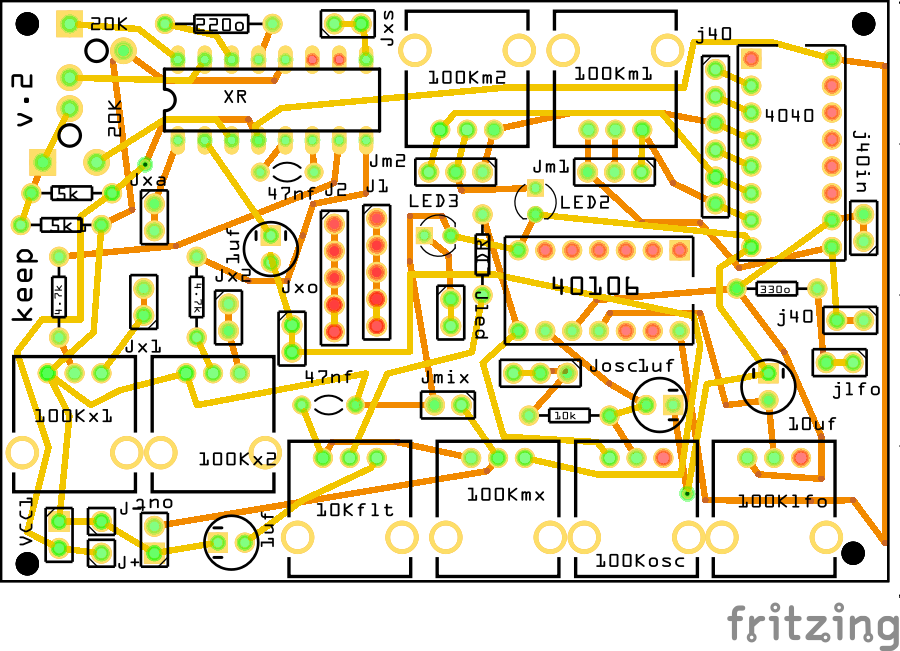 20K
220o
Jxs
j40
100Km2
100Km1
v.2
XR
4040
20K
j40in
Jm2
Jm1
Jxa
47nf
J2
J1
5k
LED3
LED2
5k
1uf
DR
keep
Jx2
Jxo
40106
4.7k
4.7k
Jled
330o
j40
Jx1
Josc1uf
47nf
Jmix
jlfo
100Kx1
10k
10uf
100Kx2
100Kmx
100Klfo
VCC1
J-
10Kflt
1uf
J+
100Kosc
fritzing